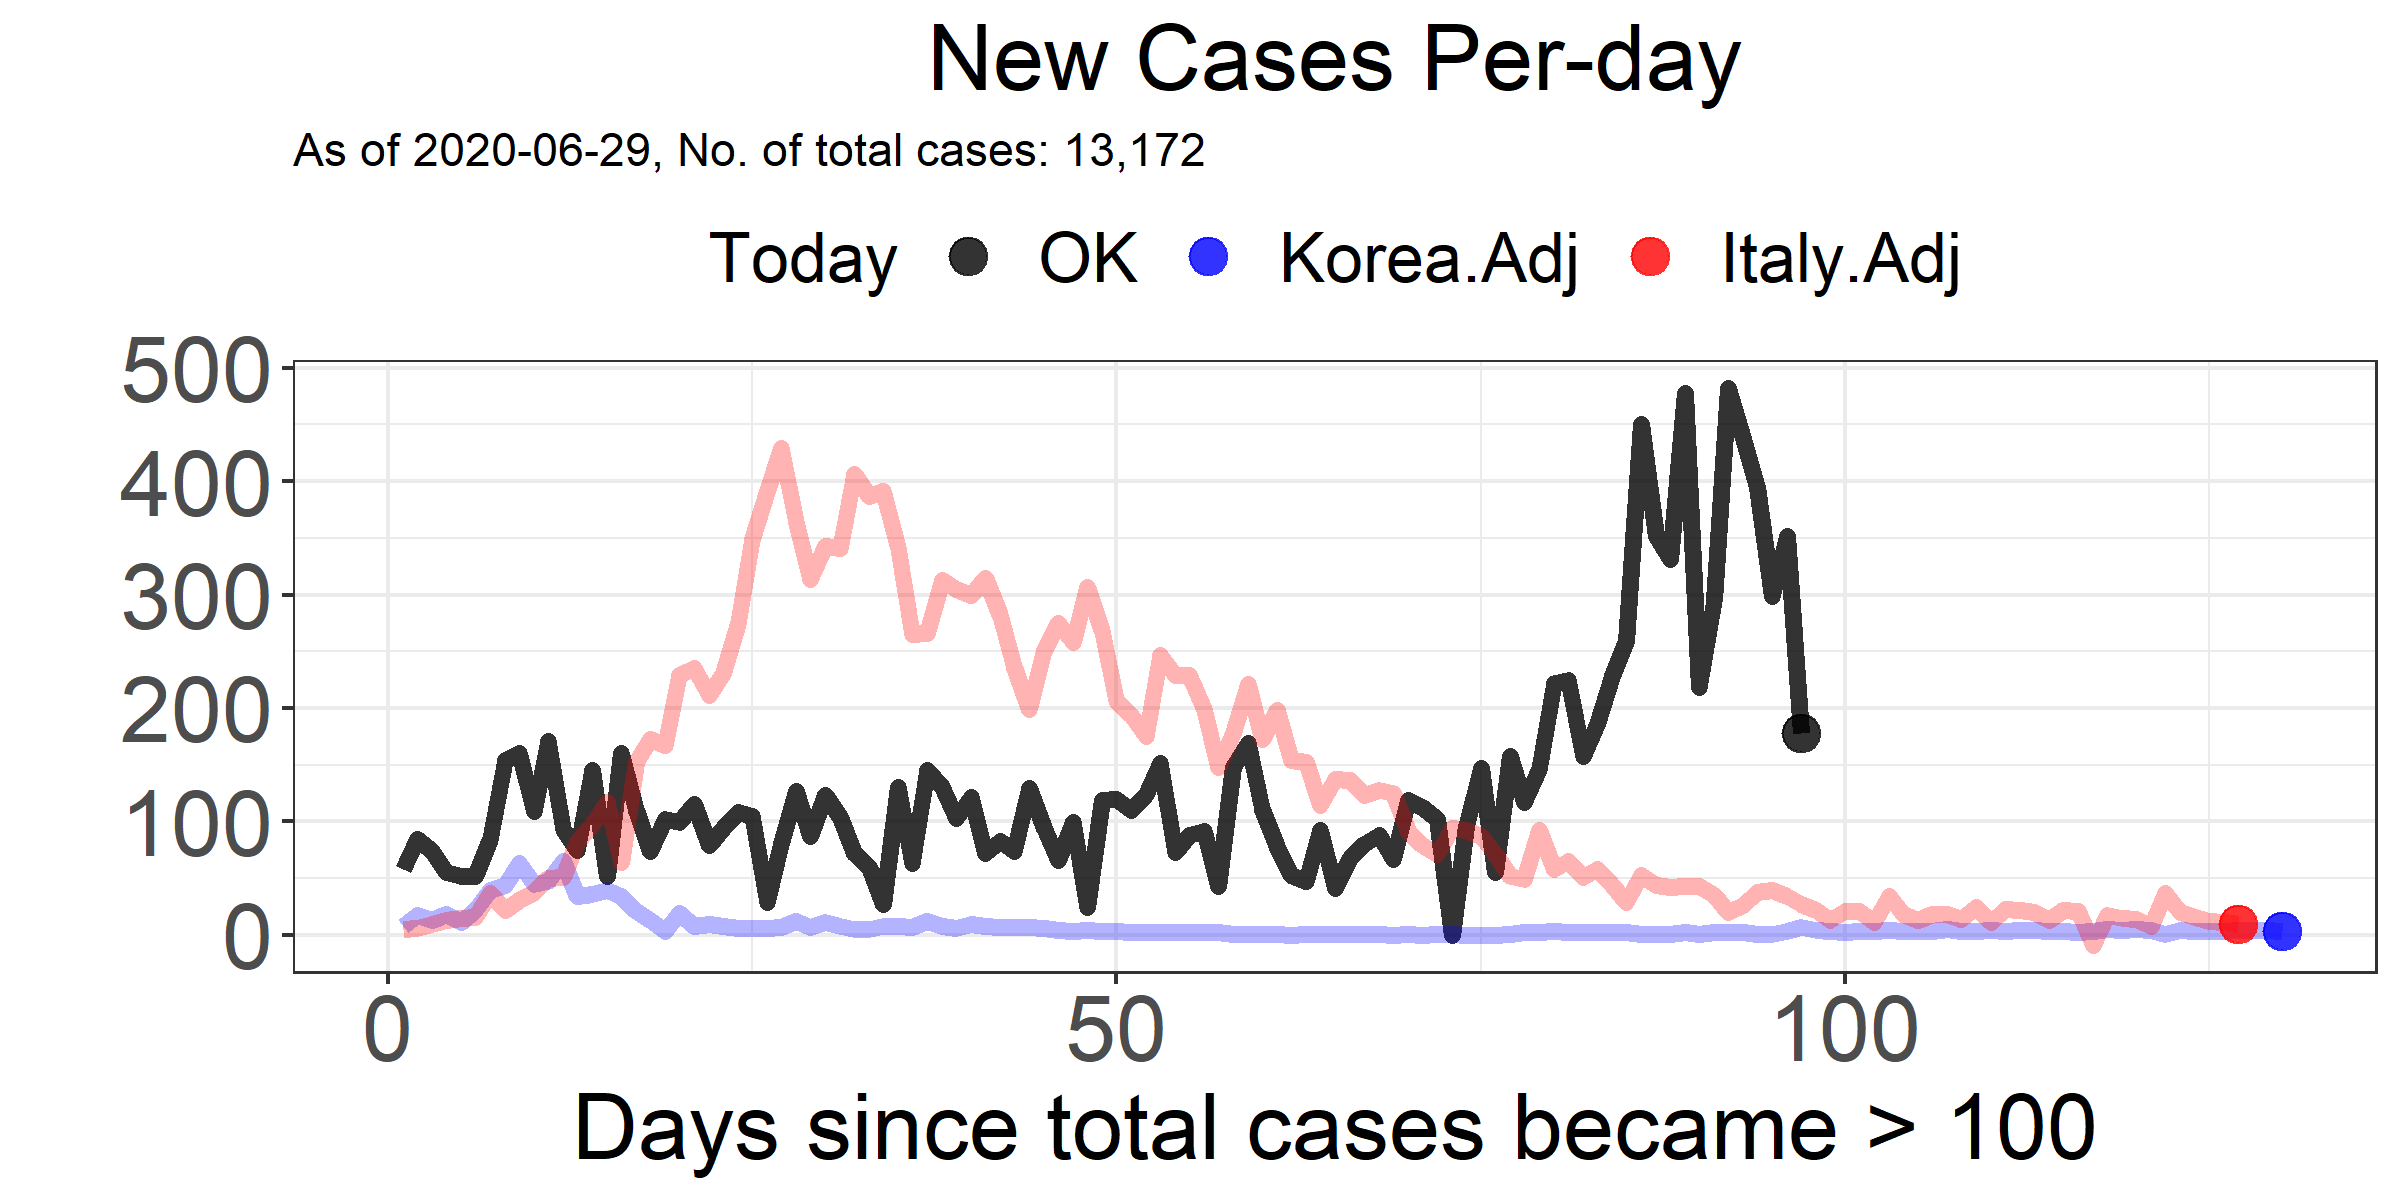 New Cases Per-day
As of 2020-06-29, No. of total cases: 13,172
Today OK Korea.Adj Italy.Adj
500
400
300
200
100
0
0 50 100
Days since total cases became > 100